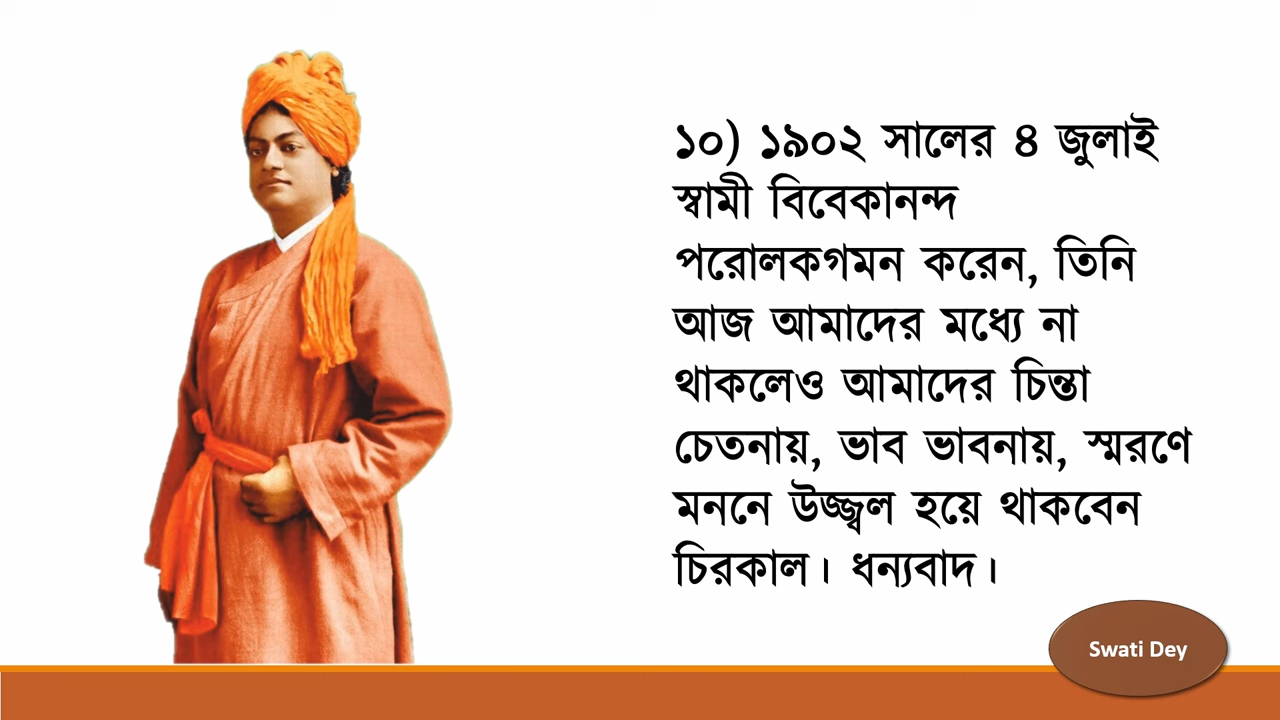 ১০) ১৯০২ সালের ৪ জুলাই
স্বামী বিবেকানন্দ
পরোলকগমন করেন, তিনি
আজ আমাদের মধ্যে না
থাকলেও আমাদের চিন্তা
চেতনায়, ভাব ভাবনায়, স্মরণে
মননে উজ্জ্বল হয়ে থাকবেন
চিরকাল। ধন্যবাদ।
Swati Dey